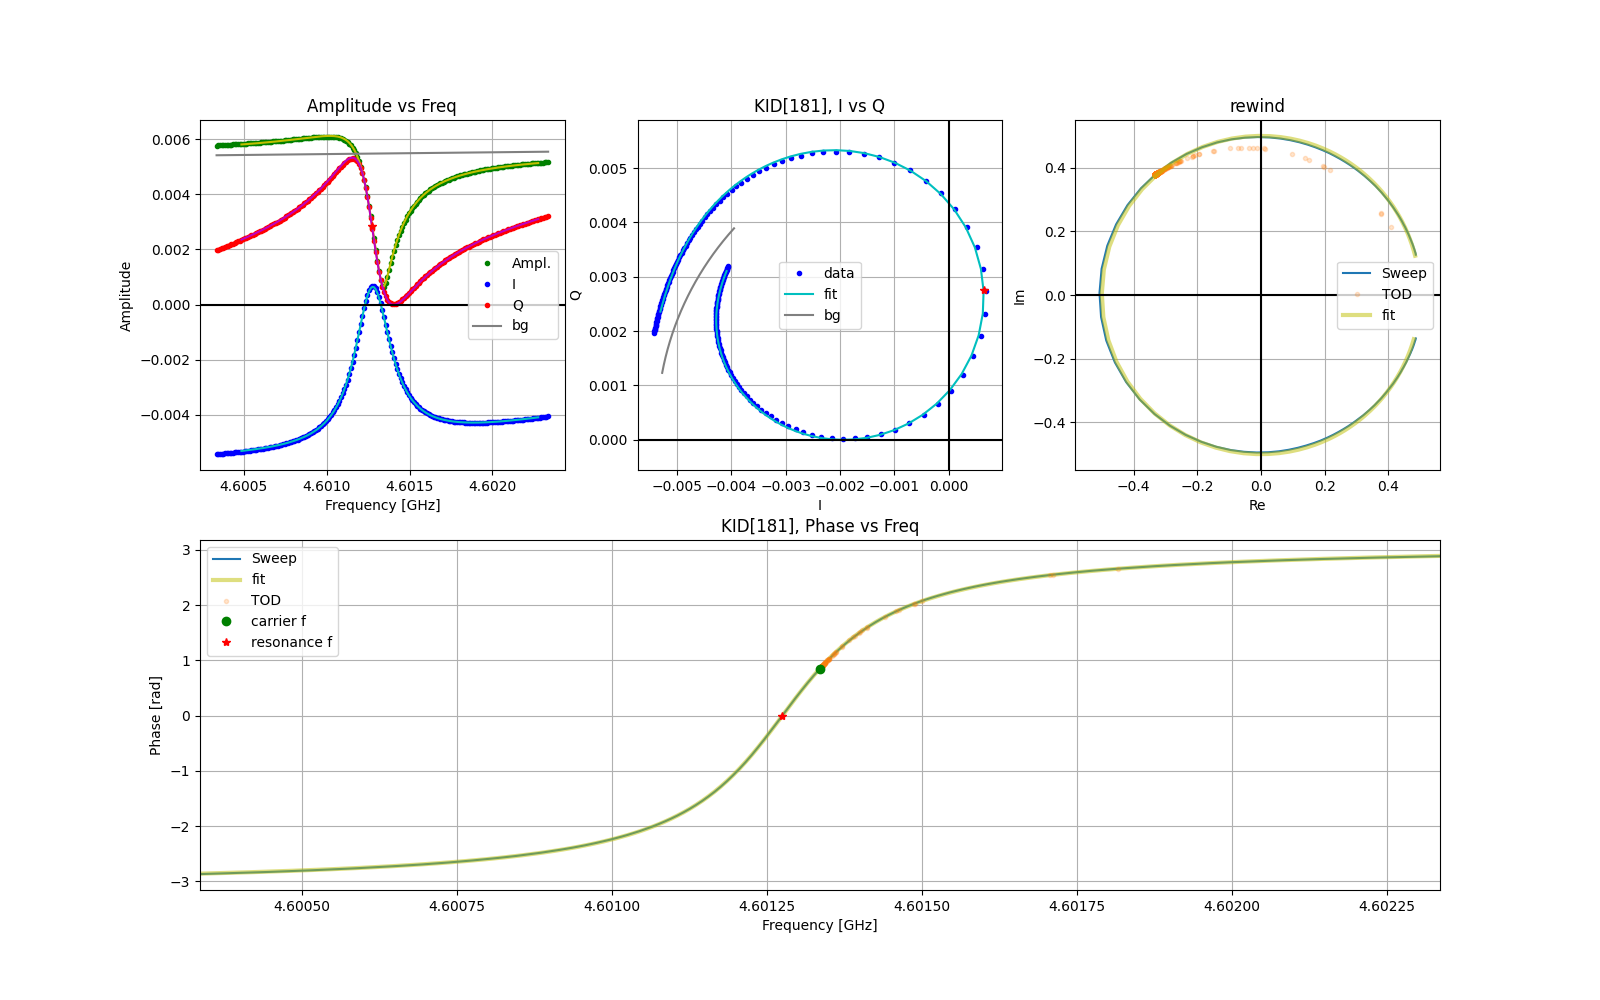 Amplitude vs Freq
0.006
0.004
0.002
0.000
−0.002
−0.004
Amplitude
4.6005
4.6010
4.6015
4.6020
Frequency [GHz]
Ampl.
I
Q
bg
KID[181], I vs Q
0.005
0.004
0.003
0.002
0.001
0.000
Q
−0.005
−0.004
−0.003
−0.002
−0.001
0.000
I
data
fit
bg
rewind
0.4
0.2
0.0
−0.2
−0.4
Im
−0.4
−0.2
0.0
0.2
0.4
Re
Sweep
TOD
fit
KID[181], Phase vs Freq
3
2
1
0
−1
−2
−3
Phase [rad]
4.60050
4.60075
4.60100
4.60125
4.60150
4.60175
4.60200
4.60225
Frequency [GHz]
Sweep
fit
TOD
carrier f
resonance f